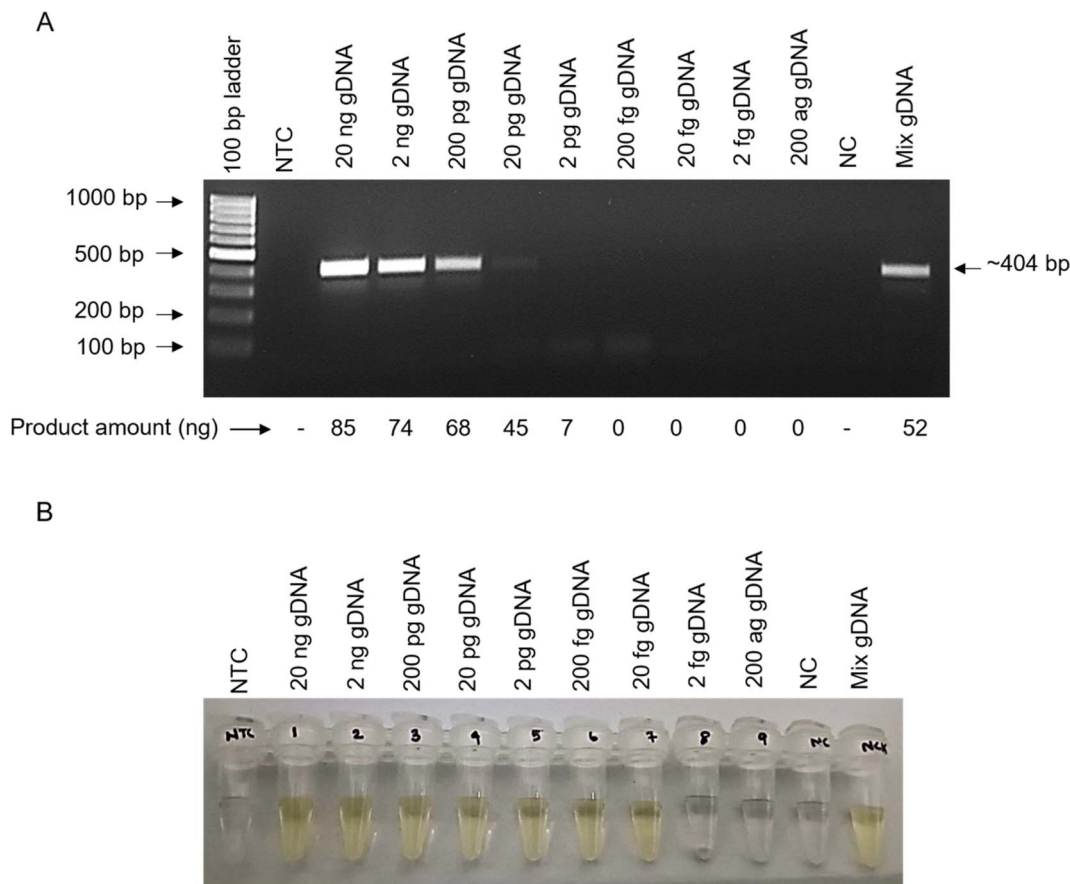 A
100 bp ladder
NTC
20 ng gDNA
2 ng gDNA
200 pg gDNA
20 pg gDNA
2 pg gDNA
200 fg gDNA
20 fg gDNA
2 fg gDNA
200 ag gDNA
NC
Mix gDNA
1000 bp
500 bp
200 bp
100 bp
~404 bp
Product amount (ng) - 85 74 68 45 7 0 0 0 0 - 52
B
NTC
20 ng gDNA
2 ng gDNA
200 pg gDNA
20 pg gDNA
2 pg gDNA
200 fg gDNA
20 fg gDNA
2 fg gDNA
200 ag gDNA
NC
Mix gDNA
NTC 1 2 3 4 5 6 7 8 9 NC